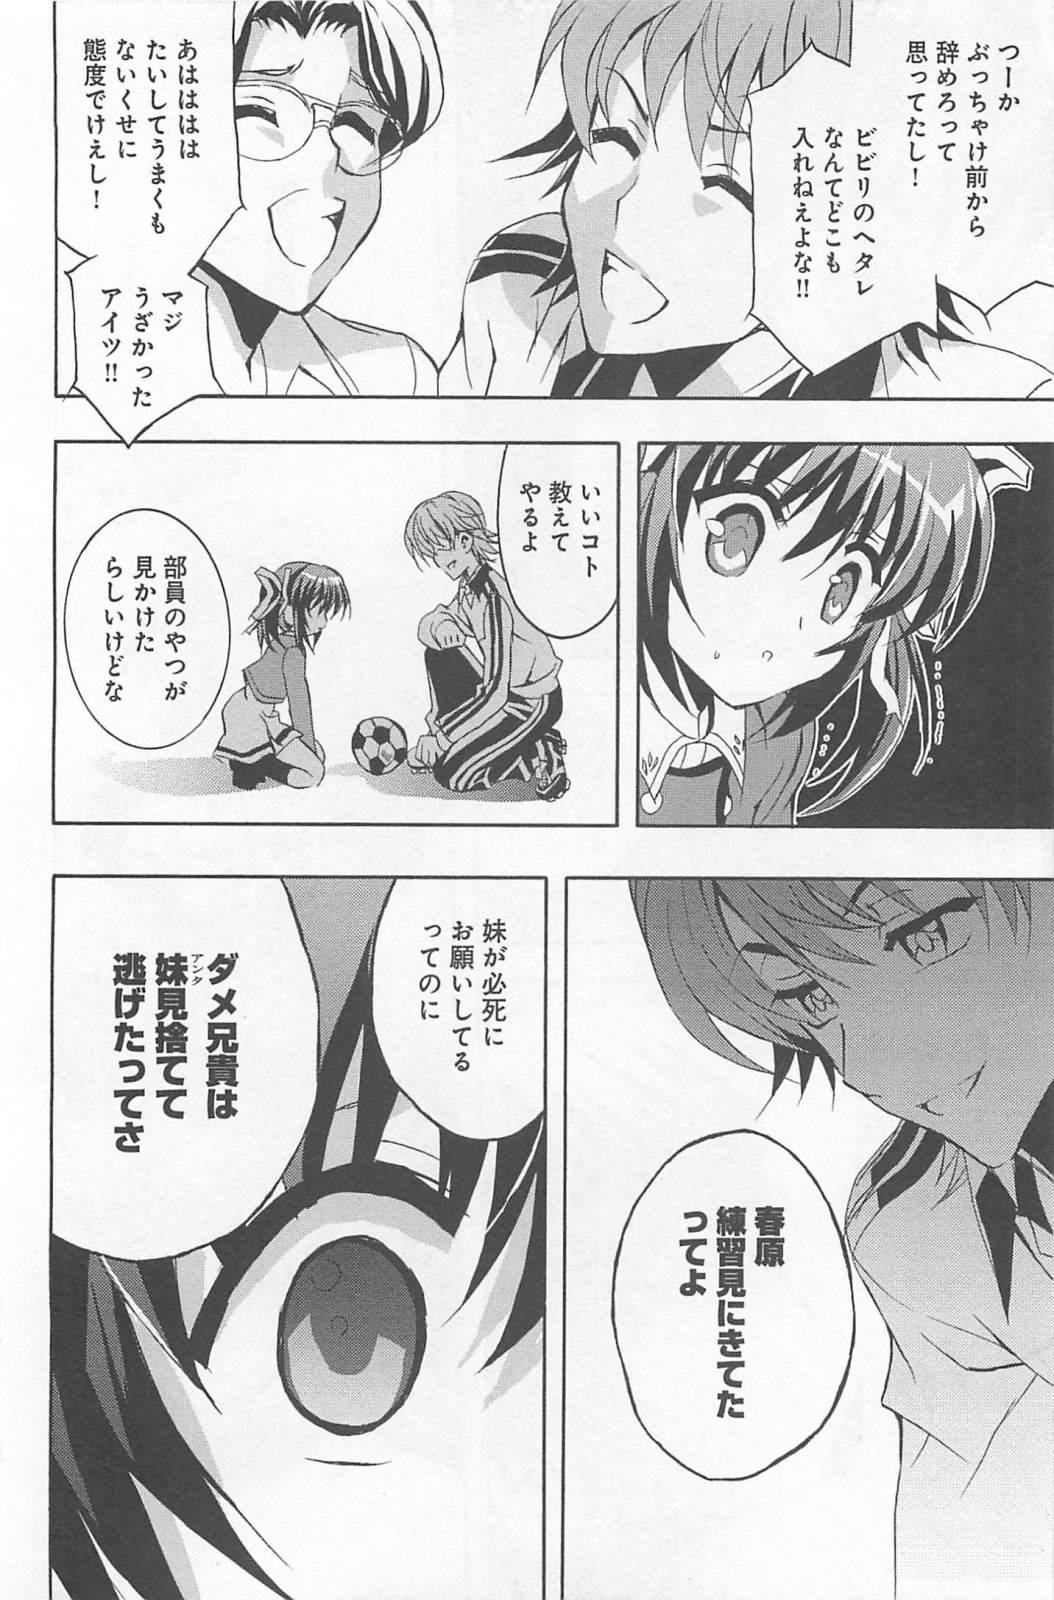 つーか
ぶっちゃけ前から
辞めろって
思ってたし！
ビビリのヘタレ
なんてどこも
入れねえよな!!
あはははは
たいしてうまくも
ないくせに
態度でけえし！
マジ
うざかった
アイツ!!
いいコト
教えて
やるよ
部員のやつが
見かけた
らしいけどな
春原
練習見にきてた
ってよ
妹が必死に
お願いしてる
ってのに
ダメ兄貴は
アンタ
妹見捨てて
逃げたってさ